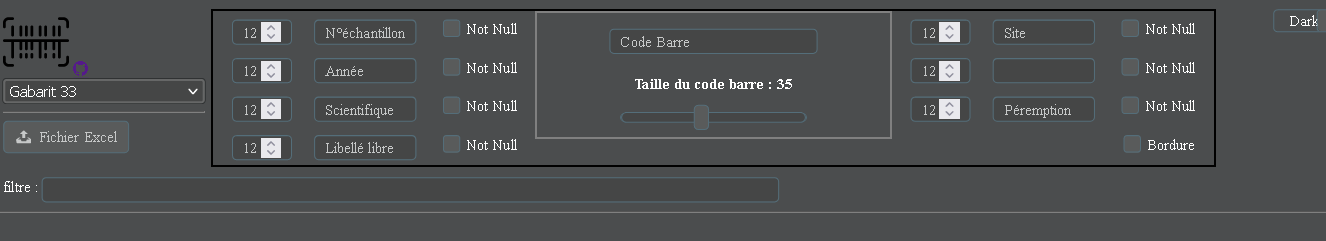 Gabarit 33
Fichier Excel
12 N°échantillon Not Null
12 Année Not Null
12 Scientifique Not Null
12 Libellé libre Not Null
Code Barre
Taille du code barre : 35
12 Site Not Null
12 Not Null
12 Péremption Not Null
Bordure
Dark
filtre :